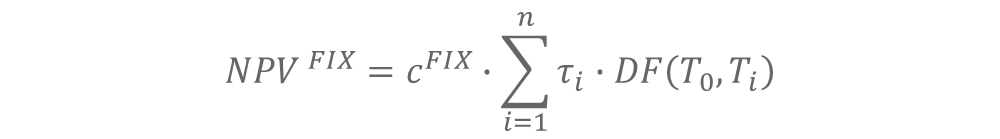 NPV^{FIX} = c^{FIX} · \sum_{i=1}^{n} τ_i · DF(T_0, T_i)